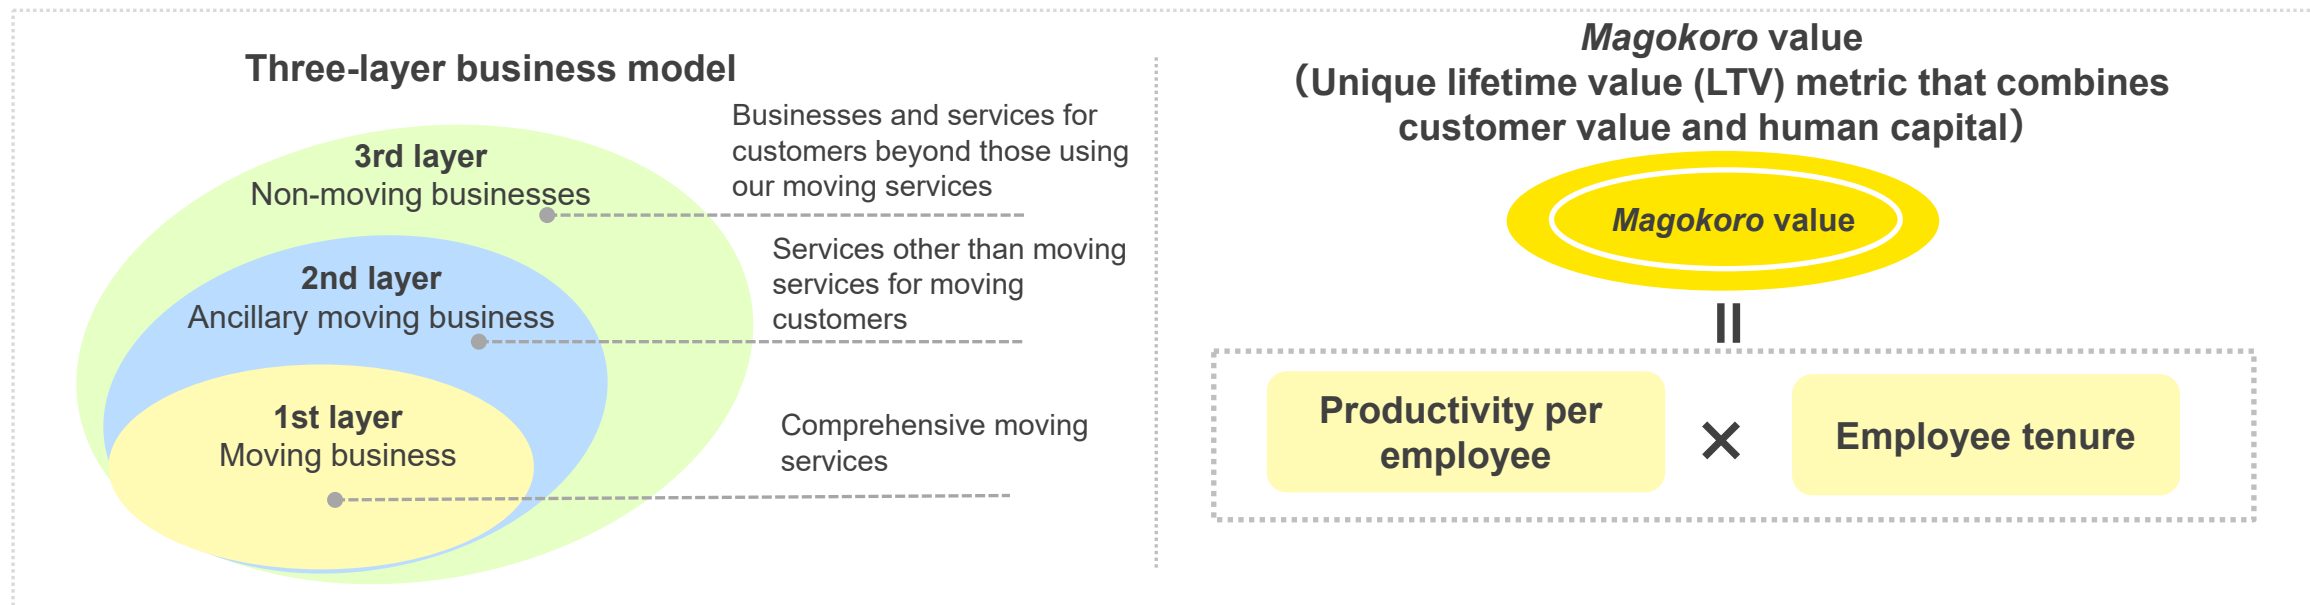 Three-layer business model
3rd layer
Non-moving businesses
Businesses and services for
customers beyond those using
our moving services
2nd layer
Ancillary moving business
Services other than moving
services for moving
customers
1st layer
Moving business
Comprehensive moving
services
Magokoro value
（Unique lifetime value (LTV) metric that combines
customer value and human capital）
Magokoro value
=
Productivity per
employee
×
Employee tenure